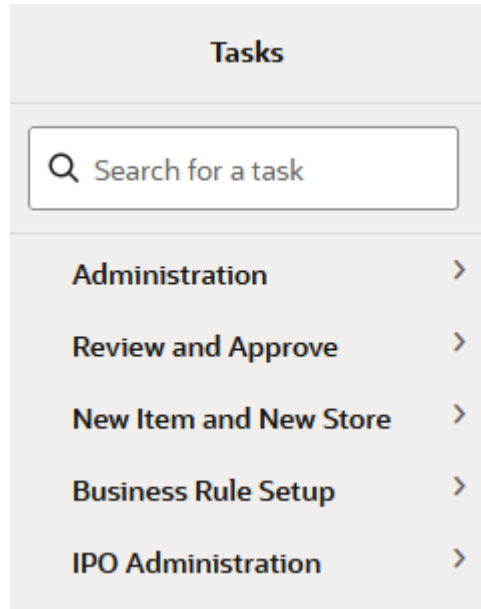 Tasks
Search for a task
Administration
Review and Approve
New Item and New Store
Business Rule Setup
IPO Administration